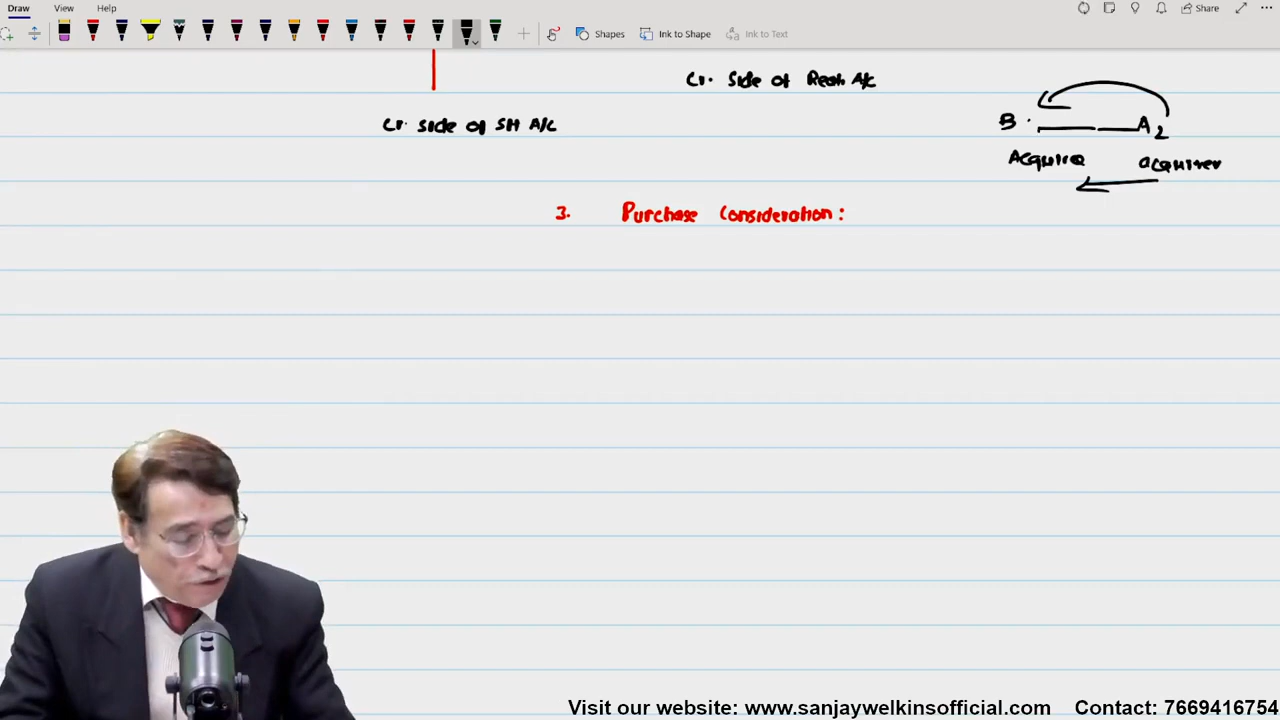 Draw View Help
Share
Shapes Ink to Shape Ink to Text
Cr. Side of Realn A/c
Cr. Side of SH A/C
B A2
Acquiree acquirer
3. Purchase Consideration:
Visit our website: www.sanjaywelkinsofficial.com Contact: 7669416754